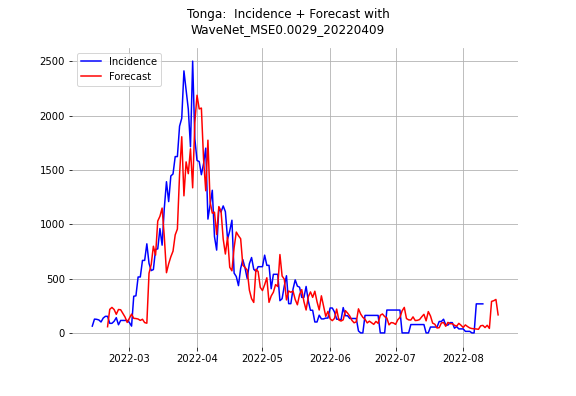 Tonga:  Incidence + Forecast with
WaveNet_MSE0.0029_20220409
Incidence
Forecast
2500
2000
1500
1000
500
0
2022-03 2022-04 2022-05 2022-06 2022-07 2022-08